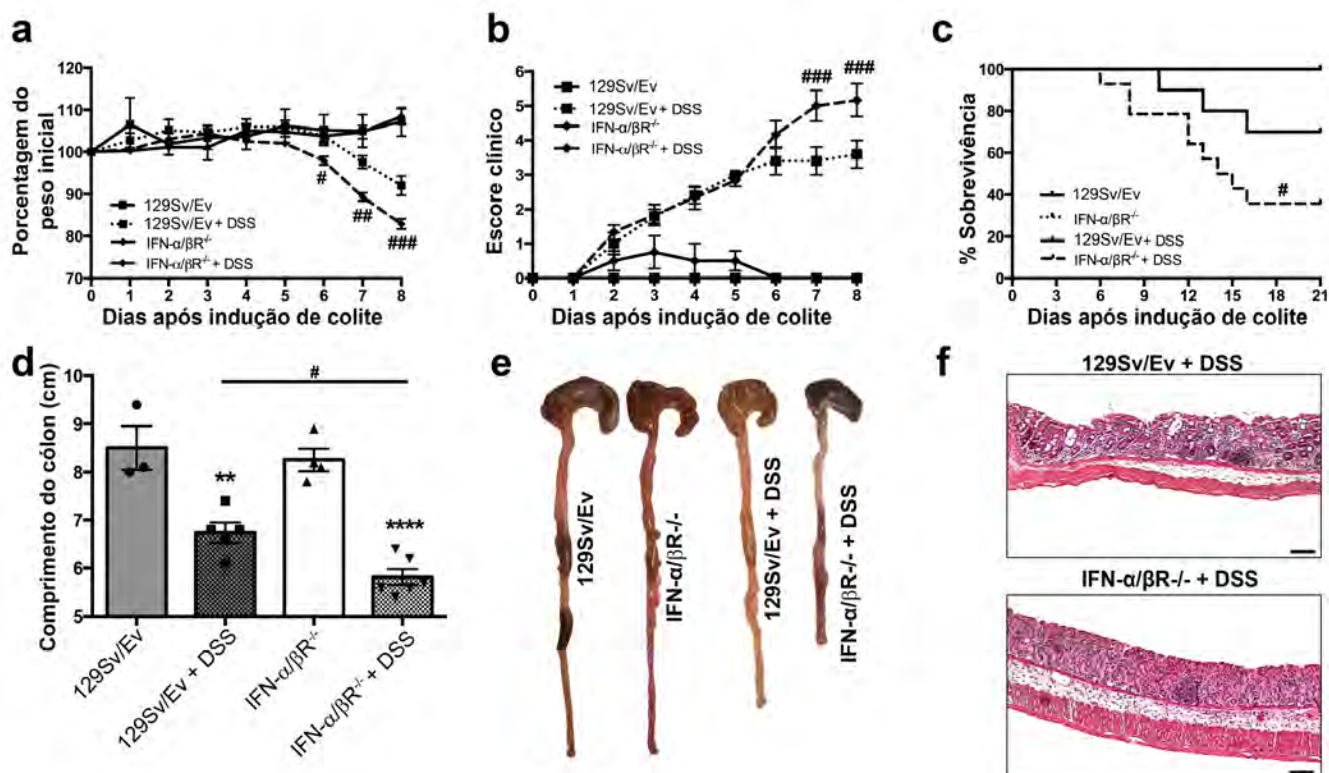 a
Porcentagem do
peso inicial
120
110
100
90
80
70
129Sv/Ev
129Sv/Ev + DSS
IFN-α/βR-/-
IFN-α/βR-/- + DSS
#
##
###
0 1 2 3 4 5 6 7 8
Dias após indução de colite
b
Escore clínico
6
5
4
3
2
1
0
129Sv/Ev
129Sv/Ev + DSS
IFN-α/βR-/-
IFN-α/βR-/- + DSS
### ###
0 1 2 3 4 5 6 7 8
Dias após indução de colite
c
% Sobrevivência
100
80
60
40
20
0
129Sv/Ev
IFN-α/βR-/-
129Sv/Ev + DSS
IFN-α/βR-/- + DSS
#
0 3 6 9 12 15 18 21
Dias após indução de colite
d
Comprimento do cólon (cm)
10
9
8
7
6
5
#
**
****
129Sv/Ev
129Sv/Ev + DSS
IFN-α/βR-/-
IFN-α/βR-/- + DSS
e
129Sv/Ev
IFN-α/βR-/-
129Sv/Ev + DSS
IFN-α/βR-/- + DSS
f
129Sv/Ev + DSS
IFN-α/βR-/- + DSS